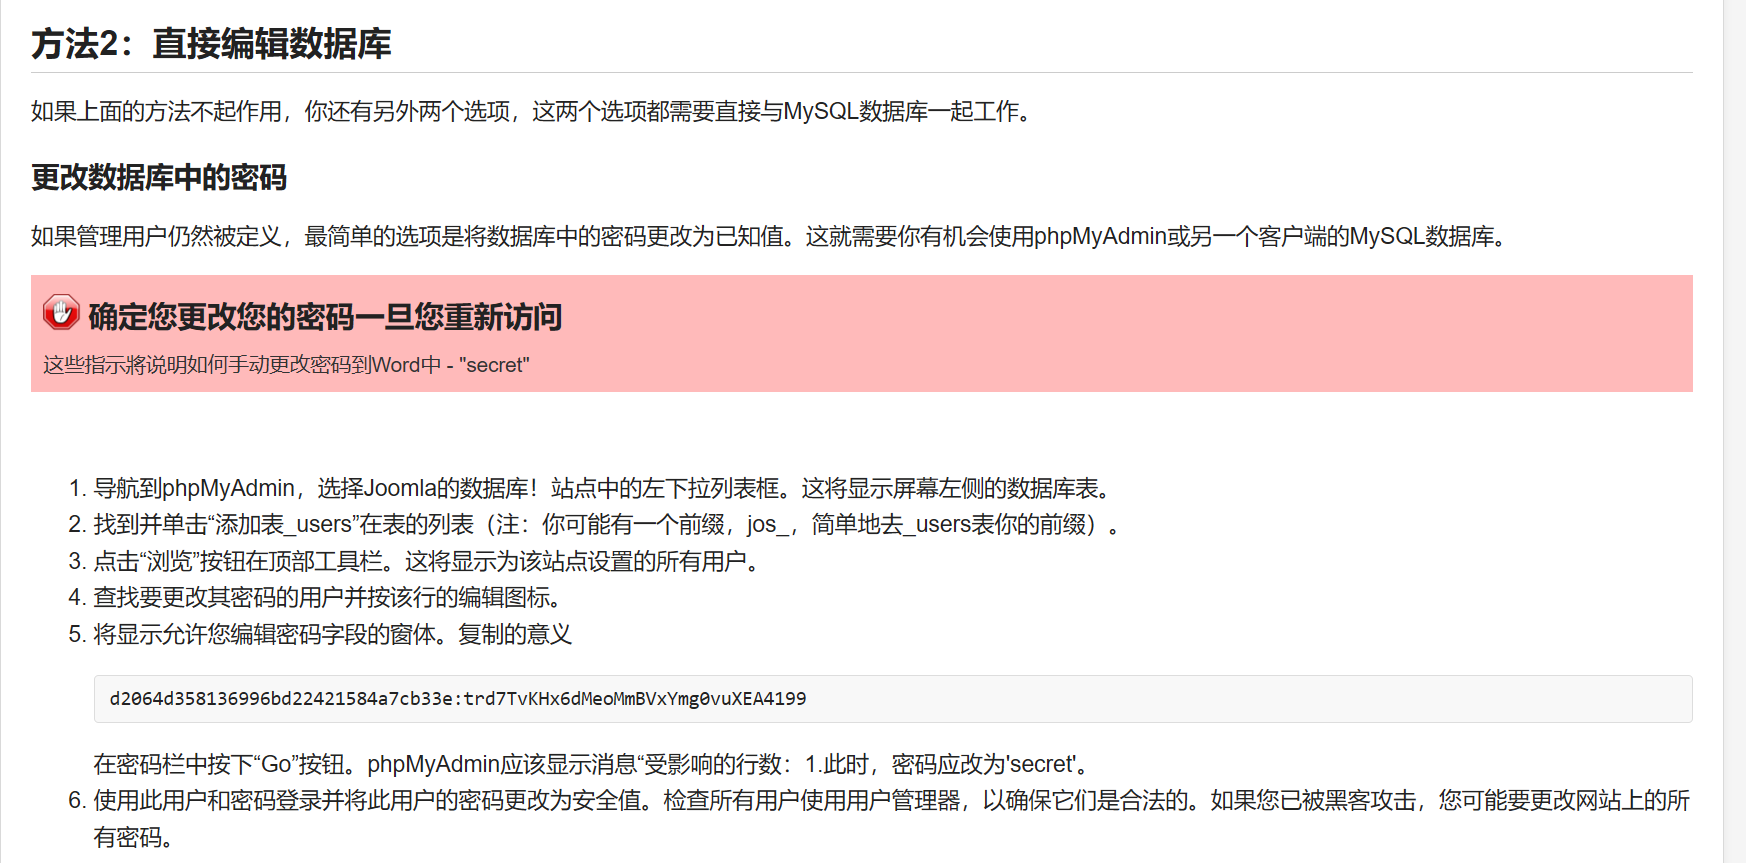 方法2：直接编辑数据库
如果上面的方法不起作用，你还有另外两个选项，这两个选项都需要直接与MySQL数据库一起工作。
更改数据库中的密码
如果管理用户仍然被定义，最简单的选项是将数据库中的密码更改为已知值。这就需要你有机会使用phpMyAdmin或另一个客户端的MySQL数据库。
确定您更改您的密码一旦您重新访问
这些指示將说明如何手动更改密码到Word中 - "secret"
1. 导航到phpMyAdmin，选择Joomla的数据库！站点中的左下拉列表框。这将显示屏幕左侧的数据库表。
2. 找到并单击“添加表_users”在表的列表（注：你可能有一个前缀，jos_，简单地去_users表你的前缀）。
3. 点击“浏览”按钮在顶部工具栏。这将显示为该站点设置的所有用户。
4. 查找要更改其密码的用户并按该行的编辑图标。
5. 将显示允许您编辑密码字段的窗体。复制的意义
d2064d358136996bd22421584a7cb33e:trd7TvKHx6dMeoMmBVxYmg0vuXEA4199
在密码栏中按下“Go”按钮。phpMyAdmin应该显示消息“受影响的行数：1.此时，密码应改为'secret'。
6. 使用此用户和密码登录并将此用户的密码更改为安全值。检查所有用户使用用户管理器，以确保它们是合法的。如果您已被黑客攻击，您可能要更改网站上的所
有密码。